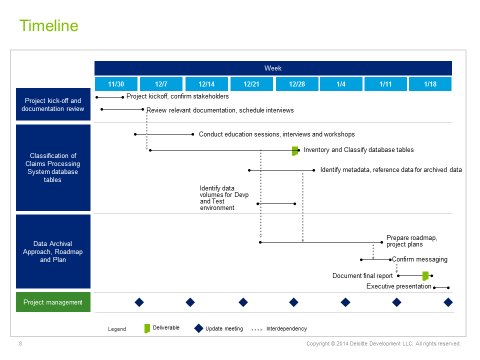 Timeline
Week
11/30 12/7 12/14 12/21 12/28 1/4 1/11 1/18
Project kick-off and
documentation review
Project kickoff, confirm stakeholders
Review relevant documentation, schedule interviews
Classification of
Claims Processing
System database
tables
Conduct education sessions, interviews and workshops
Inventory and Classify database tables
Identify metadata, reference data for archived data
Identify data
volumes for Devp
and Test
environment
Data Archival
Approach, Roadmap
and Plan
Prepare roadmap,
project plans
Confirm messaging
Document final report
Executive presentation
Project management
Legend
Deliverable
Update meeting
Interdependency
8
Copyright © 2014 Deloitte Development LLC. All rights reserved.